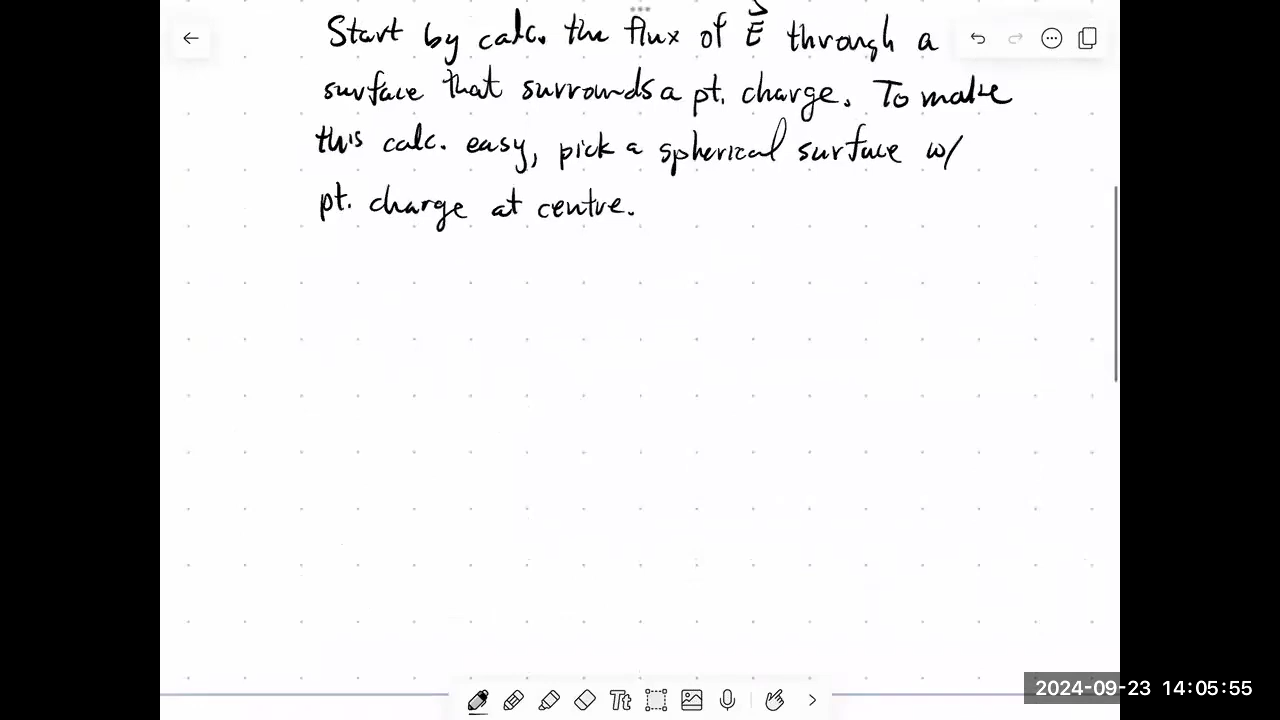 Start by calc. the flux of E⃗ through a
surface that surrounds a pt. charge. To make
this calc. easy, pick a spherical surface w/
pt. charge at centre.
Tt
2024-09-23 14:05:55